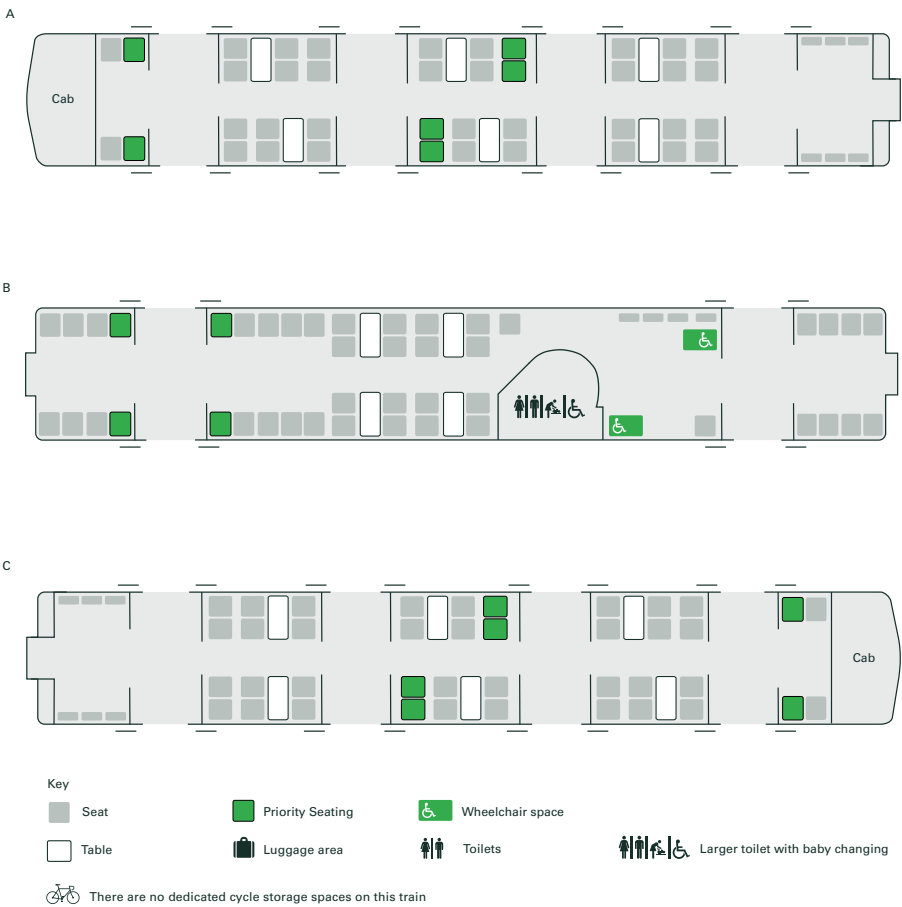 A
Cab
B
C
Cab
Key
Seat
Priority Seating
Wheelchair space
Table
Luggage area
Toilets
Larger toilet with baby changing
There are no dedicated cycle storage spaces on this train